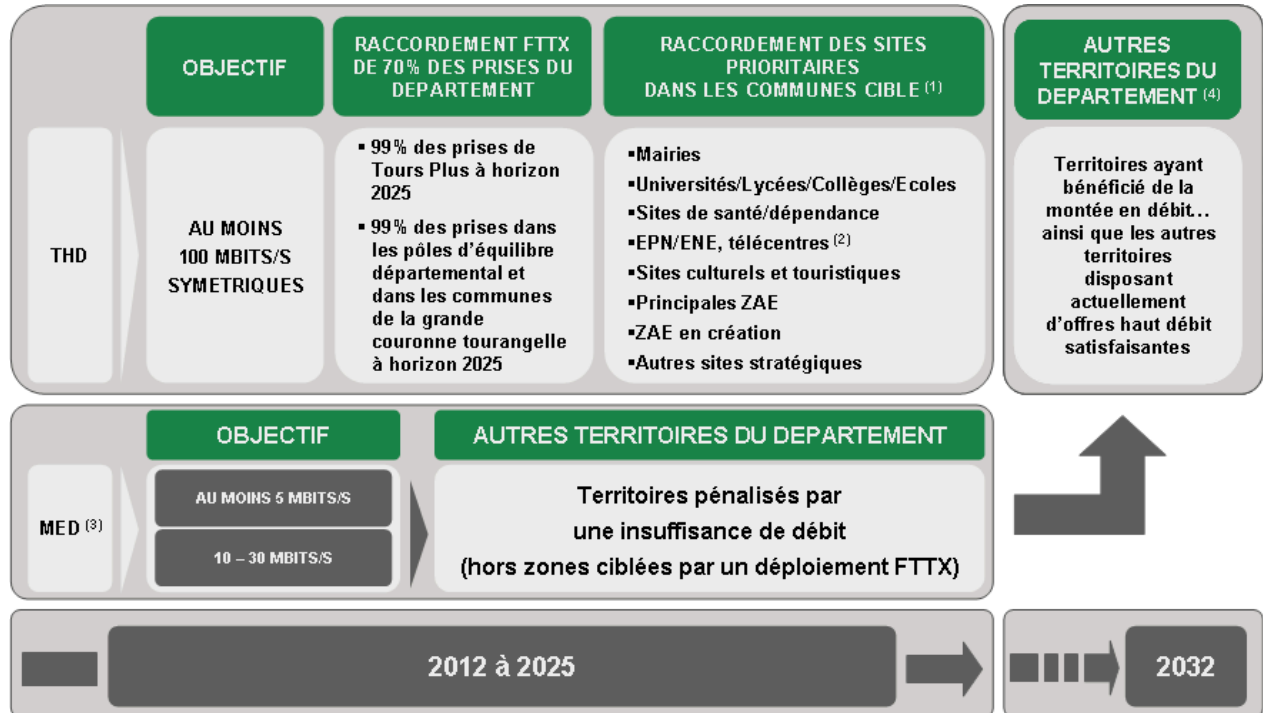 OBJECTIF
RACCORDEMENT FTTX
DE 70% DES PRISES DU
DEPARTEMENT
RACCORDEMENT DES SITES
PRIORITAIRES
DANS LES COMMUNES CIBLE (1)
AUTRES
TERRITOIRES DU
DEPARTEMENT (4)
THD
AU MOINS
100 MBITS/S
SYMETRIQUES
▪ 99% des prises de
Tours Plus à horizon
2025
▪ 99% des prises dans
les pôles d'équilibre
départemental et
dans les communes
de la grande
couronne tourangelle
à horizon 2025
▪Mairies
▪Universités/Lycées/Collèges/Ecoles
▪Sites de santé/dépendance
▪EPN/ENE, télécentres (2)
▪Sites culturels et touristiques
▪Principales ZAE
▪ZAE en création
▪Autres sites stratégiques
Territoires ayant
bénéficié de la
montée en débit...
ainsi que les autres
territoires
disposant
actuellement
d'offres haut débit
satisfaisantes
OBJECTIF
AUTRES TERRITOIRES DU DEPARTEMENT
MED (3)
AU MOINS 5 MBITS/S
10 – 30 MBITS/S
Territoires pénalisés par
une insuffisance de débit
(hors zones ciblées par un déploiement FTTX)
2012 à 2025
2032